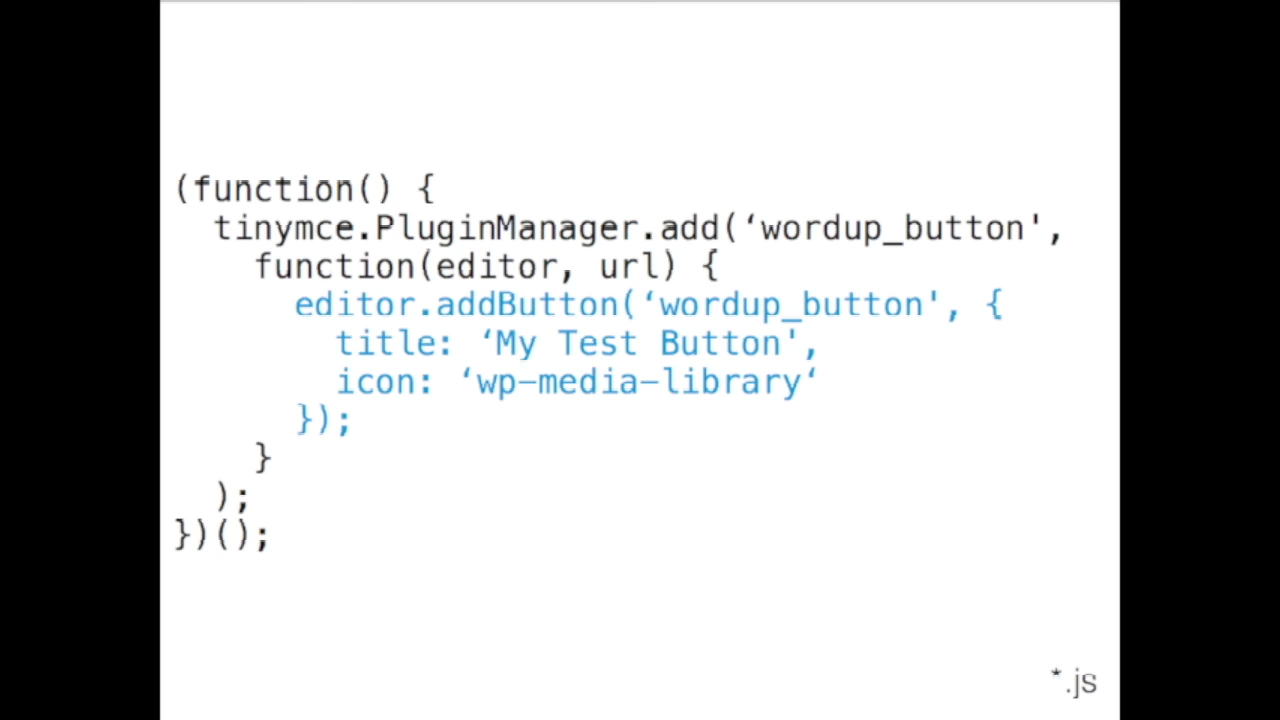 (function() {
tinymce.PluginManager.add(‘wordup_button',
function(editor, url) {
editor.addButton(‘wordup_button', {
title: ‘My Test Button',
icon: ‘wp-media-library‘
});
}
);
})();
*.js